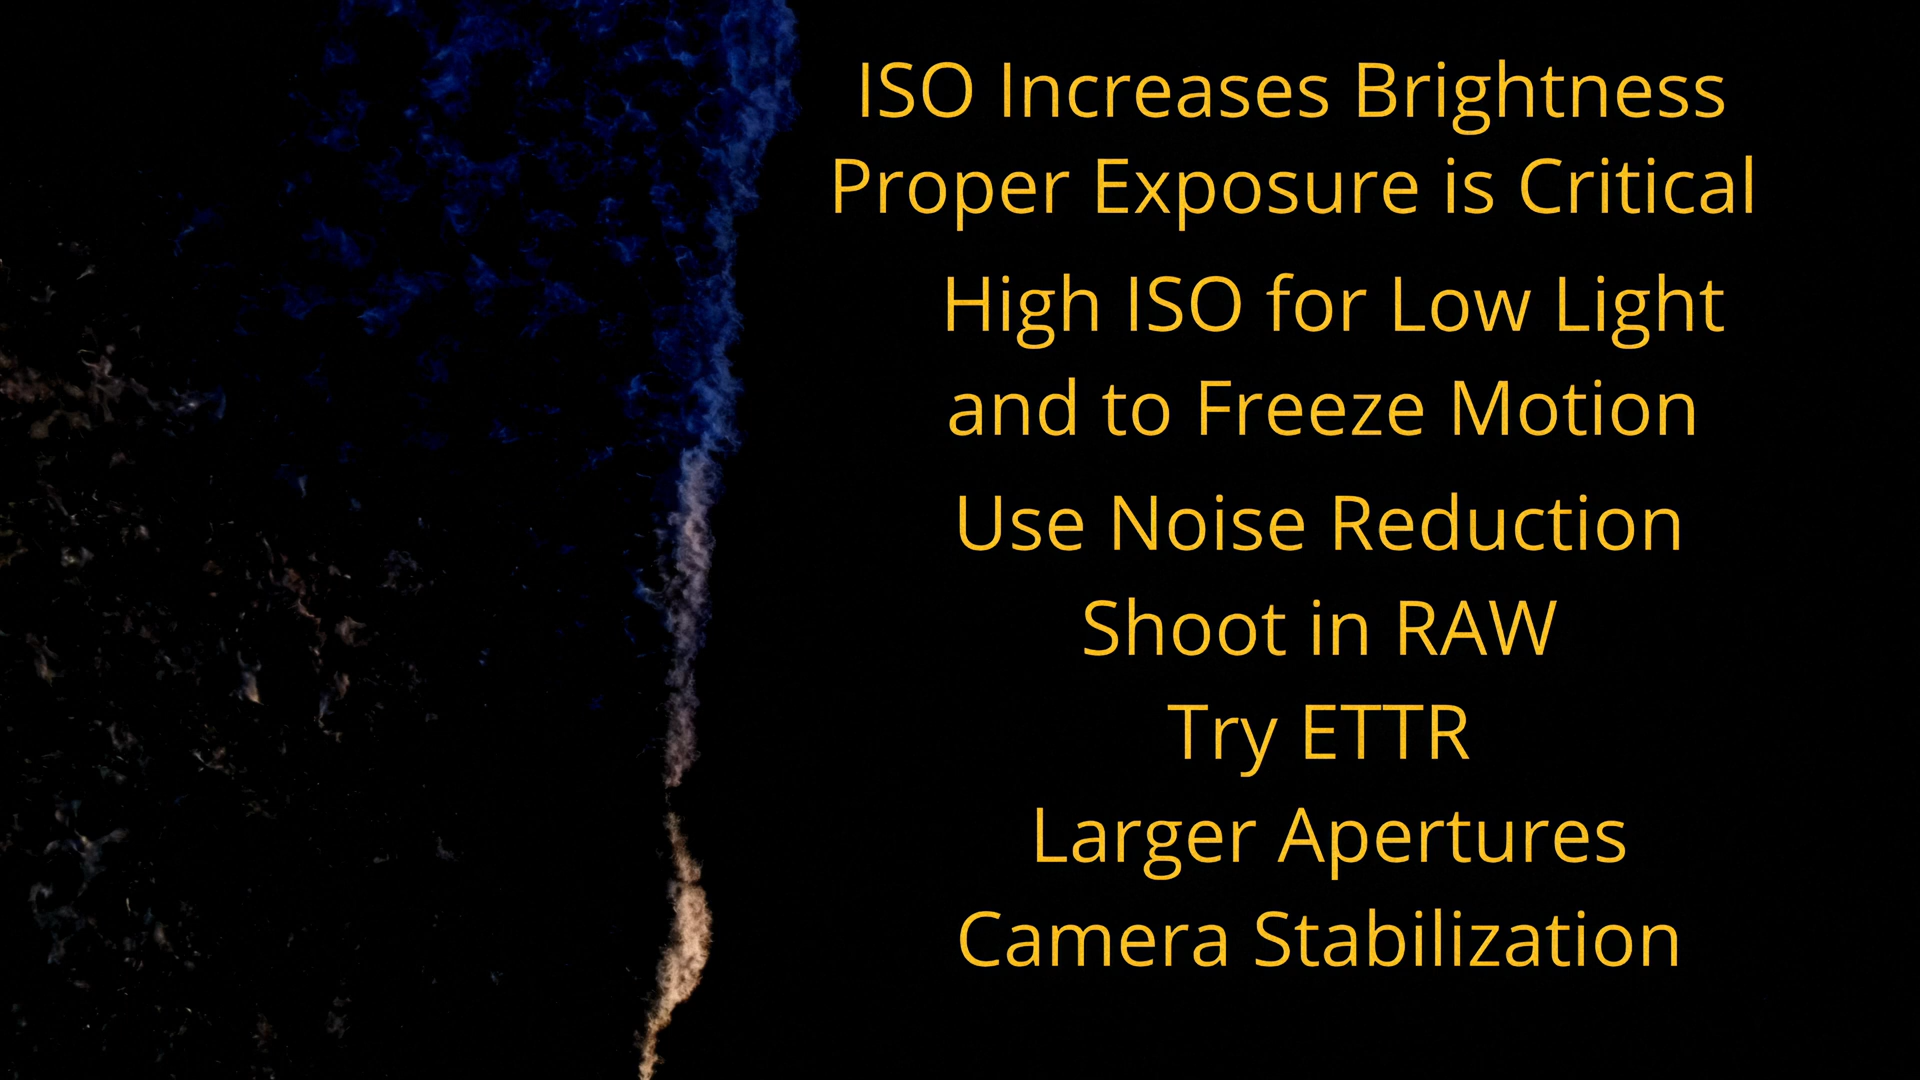 ISO Increases Brightness
Proper Exposure is Critical
High ISO for Low Light
and to Freeze Motion
Use Noise Reduction
Shoot in RAW
Try ETTR
Larger Apertures
Camera Stabilization